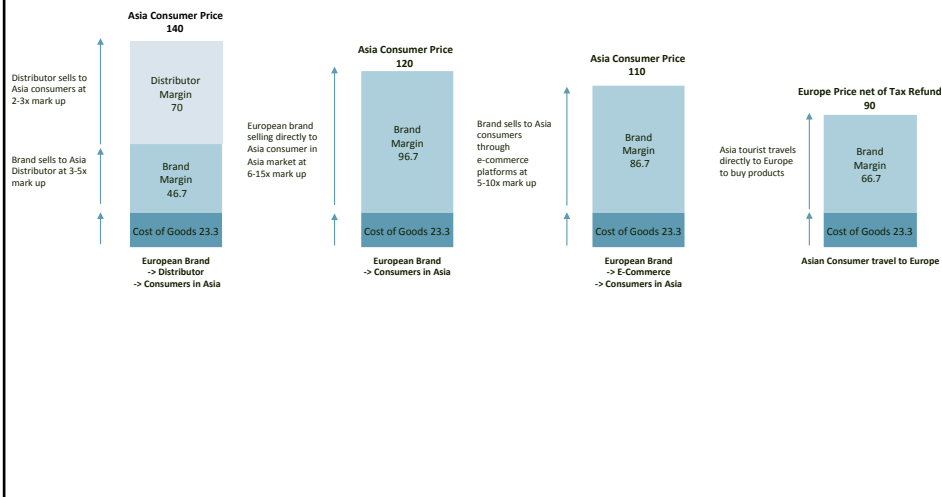 Asia Consumer Price
140
Distributor sells to
Asia consumers at
2-3x mark up
Distributor
Margin
70
Brand sells to Asia
Distributor at 3-5x
mark up
Brand
Margin
46.7
Cost of Goods 23.3
European Brand
-> Distributor
-> Consumers in Asia
Asia Consumer Price
120
European brand
selling directly to
Asia consumer in
Asia market at
6-15x mark up
Brand
Margin
96.7
Cost of Goods 23.3
European Brand
-> Consumers in Asia
Asia Consumer Price
110
Brand sells to Asia
consumers
through
e-commerce
platforms at
5-10x mark up
Brand
Margin
86.7
Cost of Goods 23.3
European Brand
-> E-Commerce
-> Consumers in Asia
Europe Price net of Tax Refund
90
Asia tourist travels
directly to Europe
to buy products
Brand
Margin
66.7
Cost of Goods 23.3
Asian Consumer travel to Europe